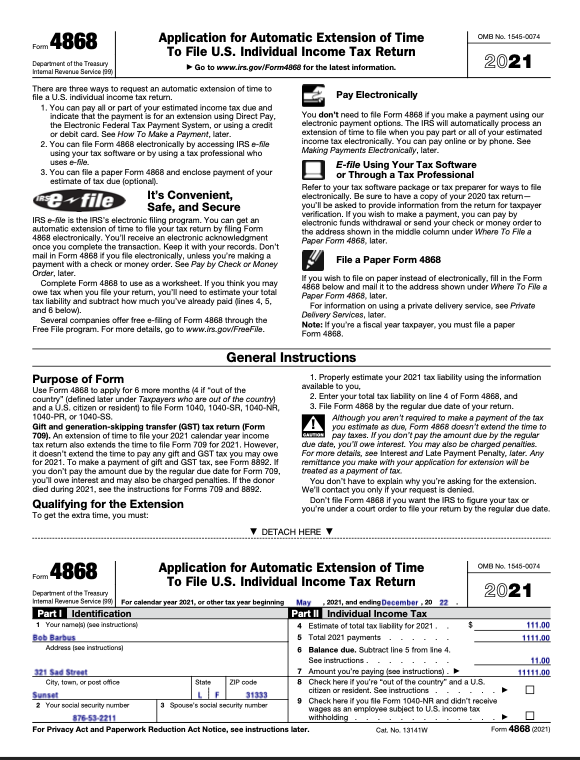 Form 4868
Department of the Treasury
Internal Revenue Service (99)
Application for Automatic Extension of Time
To File U.S. Individual Income Tax Return
▶ Go to www.irs.gov/Form4868 for the latest information.
OMB No. 1545-0074
2021
There are three ways to request an automatic extension of time to
file a U.S. individual income tax return.
1. You can pay all or part of your estimated income tax due and
indicate that the payment is for an extension using Direct Pay,
the Electronic Federal Tax Payment System, or using a credit
or debit card. See How To Make a Payment, later.
2. You can file Form 4868 electronically by accessing IRS e-file
using your tax software or by using a tax professional who
uses e-file.
3. You can file a paper Form 4868 and enclose payment of your
estimate of tax due (optional).
IRS e-file
It's Convenient,
Safe, and Secure
IRS e-file is the IRS's electronic filing program. You can get an
automatic extension of time to file your tax return by filing Form
4868 electronically. You'll receive an electronic acknowledgment
once you complete the transaction. Keep it with your records. Don't
mail in Form 4868 if you file electronically, unless you're making a
payment with a check or money order. See Pay by Check or Money
Order, later.
Complete Form 4868 to use as a worksheet. If you think you may
owe tax when you file your return, you'll need to estimate your total
tax liability and subtract how much you've already paid (lines 4, 5,
and 6 below).
Several companies offer free e-filing of Form 4868 through the
Free File program. For more details, go to www.irs.gov/FreeFile.
Pay Electronically
You don't need to file Form 4868 if you make a payment using our
electronic payment options. The IRS will automatically process an
extension of time to file when you pay part or all of your estimated
income tax electronically. You can pay online or by phone. See
Making Payments Electronically, later.
E-file Using Your Tax Software
or Through a Tax Professional
Refer to your tax software package or tax preparer for ways to file
electronically. Be sure to have a copy of your 2020 tax return—
you'll be asked to provide information from the return for taxpayer
verification. If you wish to make a payment, you can pay by
electronic funds withdrawal or send your check or money order to
the address shown in the middle column under Where To File a
Paper Form 4868, later.
File a Paper Form 4868
If you wish to file on paper instead of electronically, fill in the Form
4868 below and mail it to the address shown under Where To File a
Paper Form 4868, later.
For information on using a private delivery service, see Private
Delivery Services, later.
Note: If you're a fiscal year taxpayer, you must file a paper
Form 4868.
General Instructions
Purpose of Form
Use Form 4868 to apply for 6 more months (4 if "out of the
country" (defined later under Taxpayers who are out of the country)
and a U.S. citizen or resident) to file Form 1040, 1040-SR, 1040-NR,
1040-PR, or 1040-SS.
Gift and generation-skipping transfer (GST) tax return (Form
709). An extension of time to file your 2021 calendar year income
tax return also extends the time to file Form 709 for 2021. However,
it doesn't extend the time to pay any gift and GST tax you may owe
for 2021. To make a payment of gift and GST tax, see Form 8892. If
you don't pay the amount due by the regular due date for Form 709,
you'll owe interest and may also be charged penalties. If the donor
died during 2021, see the instructions for Forms 709 and 8892.
Qualifying for the Extension
To get the extra time, you must:
1. Properly estimate your 2021 tax liability using the information
available to you,
2. Enter your total tax liability on line 4 of Form 4868, and
3. File Form 4868 by the regular due date of your return.
CAUTION
Although you aren't required to make a payment of the tax
you estimate as due, Form 4868 doesn't extend the time to
pay taxes. If you don't pay the amount due by the regular
due date, you'll owe interest. You may also be charged penalties.
For more details, see Interest and Late Payment Penalty, later. Any
remittance you make with your application for extension will be
treated as a payment of tax.
You don't have to explain why you're asking for the extension.
We'll contact you only if your request is denied.
Don't file Form 4868 if you want the IRS to figure your tax or
you're under a court order to file your return by the regular due date.
▼ DETACH HERE ▼
Form 4868
Department of the Treasury
Internal Revenue Service (99)
Application for Automatic Extension of Time
To File U.S. Individual Income Tax Return
For calendar year 2021, or other tax year beginning May , 2021, and ending December , 20 22 .
OMB No. 1545-0074
2021
Part I Identification
1 Your name(s) (see instructions)
Bob Barbus
Address (see instructions)
321 Sad Street
City, town, or post office State ZIP code
Sunset L F 31333
2 Your social security number 3 Spouse's social security number
876-53-2211
Part II Individual Income Tax
4 Estimate of total tax liability for 2021 . . $ 111.00
5 Total 2021 payments . . . . . . 1111.00
6 Balance due. Subtract line 5 from line 4.
See instructions . . . . . . . . 11.00
7 Amount you're paying (see instructions) . ▶ 11111.00
8 Check here if you're "out of the country" and a U.S.
citizen or resident. See instructions . . . . . . ▶
9 Check here if you file Form 1040-NR and didn't receive
wages as an employee subject to U.S. income tax
withholding . . . . . . . . . . . ▶
For Privacy Act and Paperwork Reduction Act Notice, see instructions later. Cat. No. 13141W Form 4868 (2021)